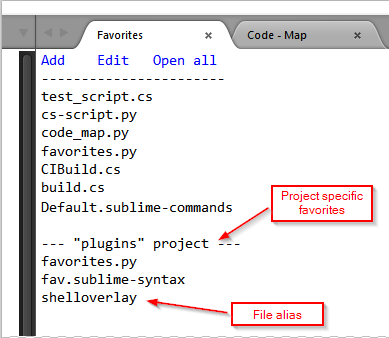 Favorites × Code - Map ×
Add Edit Open all
-----------------------
test_script.cs
cs-script.py
code_map.py
favorites.py
CIBuild.cs
build.cs
Default.sublime-commands
Project specific
favorites
--- "plugins" project ---
favorites.py
fav.sublime-syntax
shelloverlay
File alias